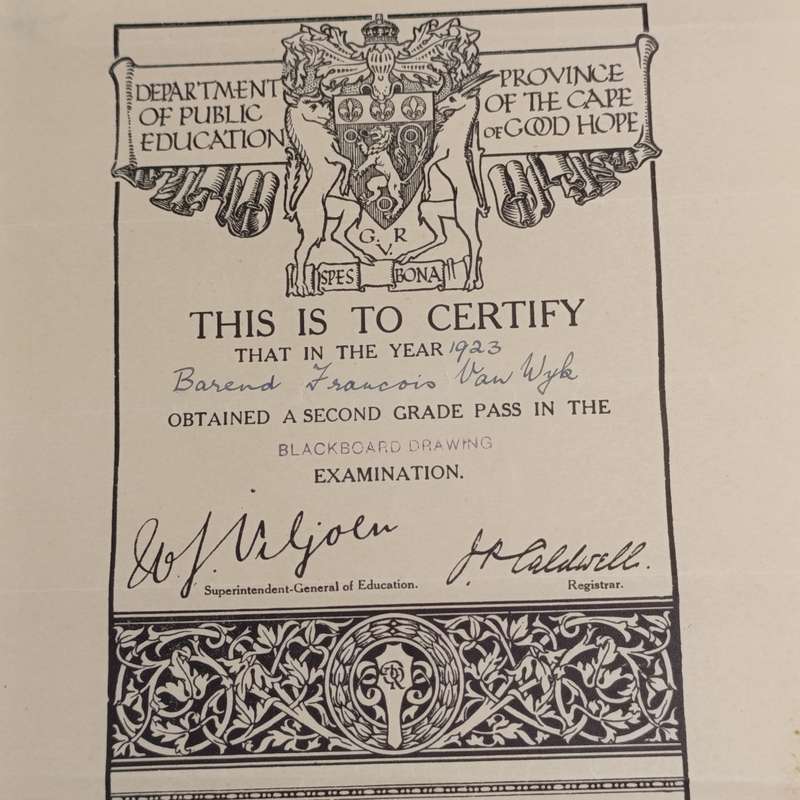 DEPARTMENT
OF PUBLIC
EDUCATION
PROVINCE
OF THE CAPE
OF GOOD HOPE
G.V.R
SPES BONA
THIS IS TO CERTIFY
THAT IN THE YEAR 1923
Barend Francois Van Wyk
OBTAINED A SECOND GRADE PASS IN THE
BLACKBOARD DRAWING
EXAMINATION.
W. J. Viljoen
Superintendent-General of Education.
J R Caldwell.
Registrar.